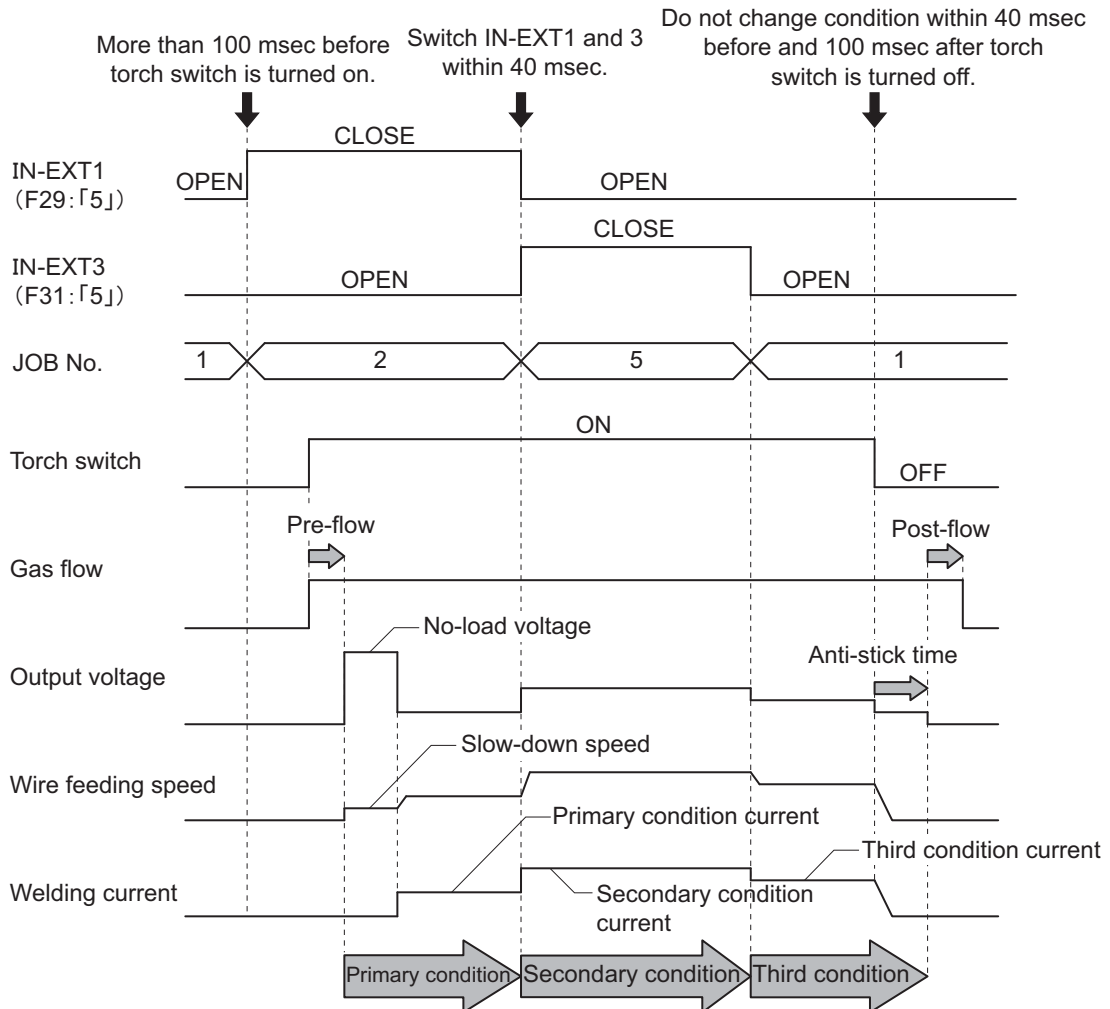 More than 100 msec before
torch switch is turned on.
Switch IN-EXT1 and 3
within 40 msec.
Do not change condition within 40 msec
before and 100 msec after torch
switch is turned off.
IN-EXT1
（F29：「5」）
OPEN
CLOSE
OPEN
IN-EXT3
（F31：「5」）
OPEN
CLOSE
OPEN
JOB No.
1
2
5
1
Torch switch
ON
OFF
Pre-flow
Post-flow
Gas flow
No-load voltage
Output voltage
Anti-stick time
Slow-down speed
Wire feeding speed
Primary condition current
Third condition current
Welding current
Secondary condition
current
Primary condition
Secondary condition
Third condition